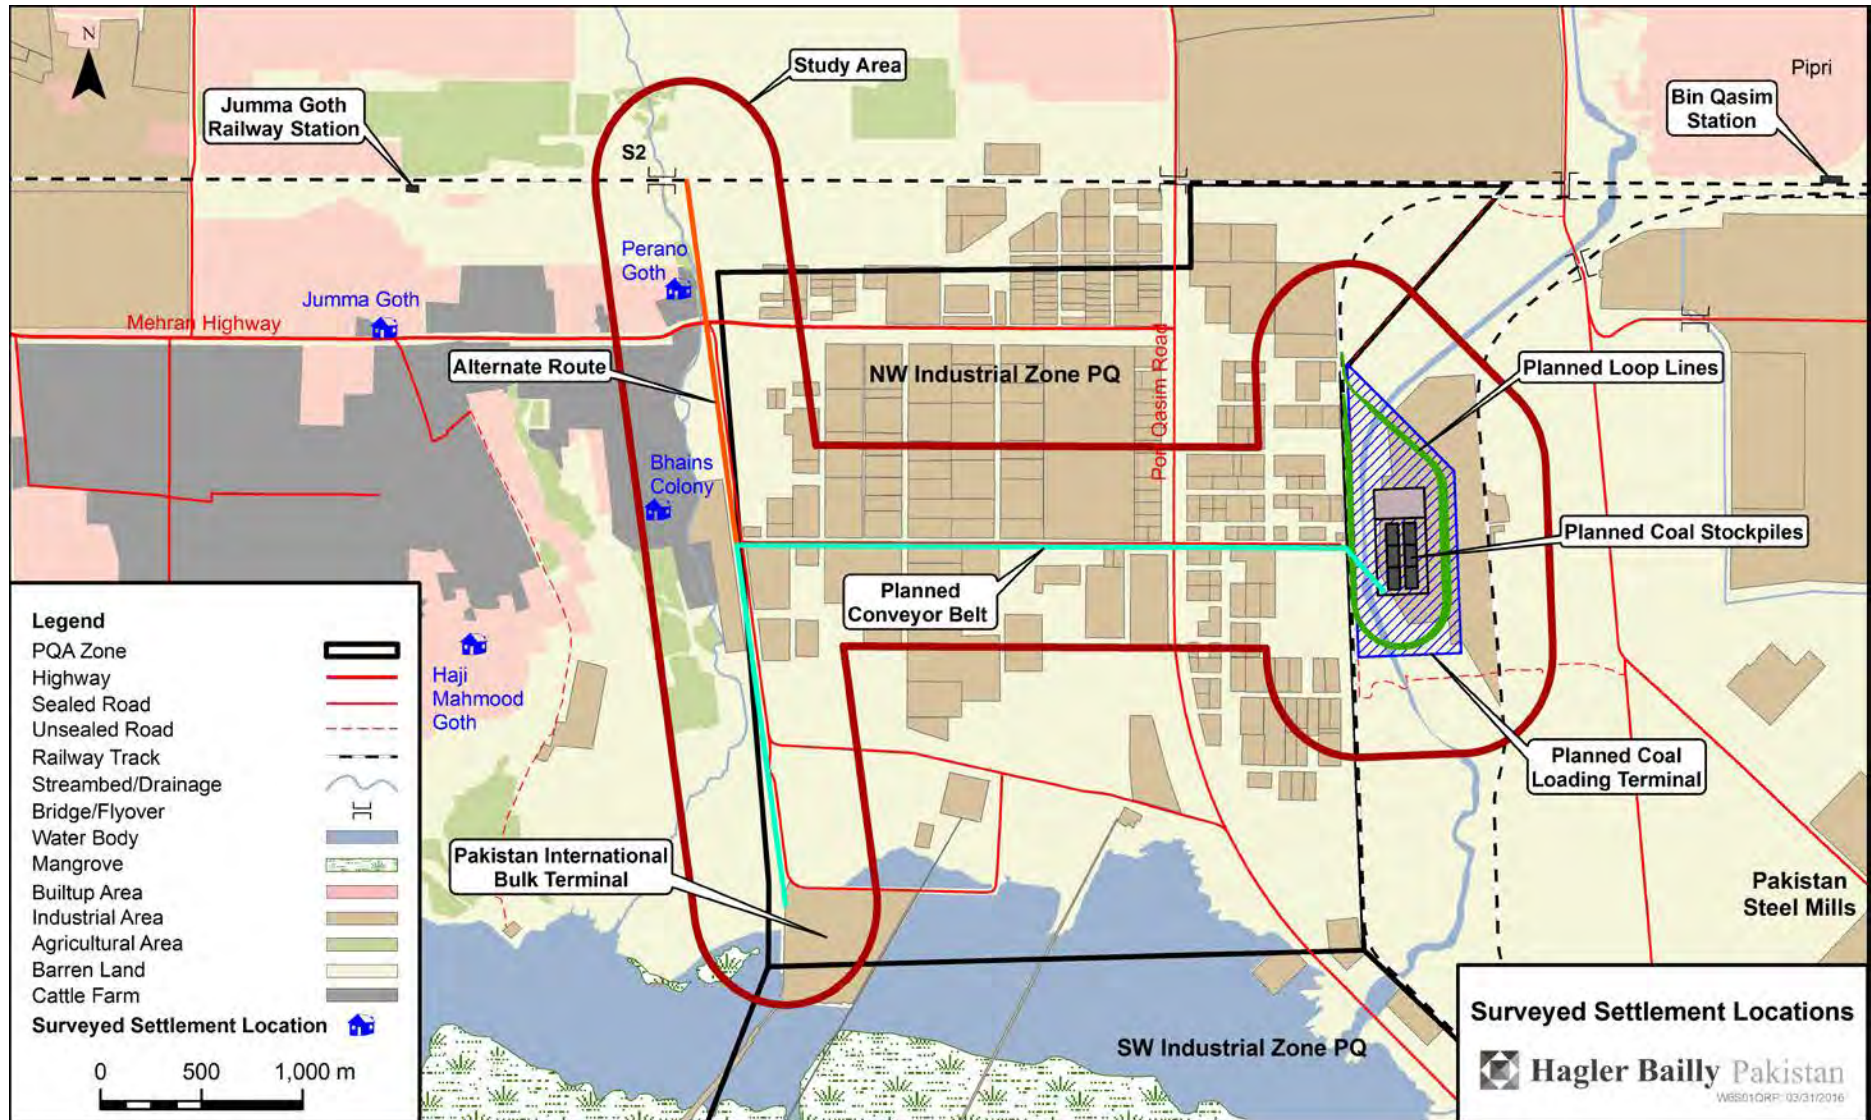 N
Study Area
Jumma Goth
Railway Station
S2
Pipri
Bin Qasim
Station
Perano
Goth
Jumma Goth
Mehran Highway
Alternate Route
NW Industrial Zone PQ
Port Qasim Road
Planned Loop Lines
Bhains
Colony
Planned Coal Stockpiles
Planned
Conveyor Belt
Haji
Mahmood
Goth
Planned Coal
Loading Terminal
Pakistan International
Bulk Terminal
Pakistan
Steel Mills
SW Industrial Zone PQ
Legend
PQA Zone
Highway
Sealed Road
Unsealed Road
Railway Track
Streambed/Drainage
Bridge/Flyover
Water Body
Mangrove
Builtup Area
Industrial Area
Agricultural Area
Barren Land
Cattle Farm
Surveyed Settlement Location
0 500 1,000 m
Surveyed Settlement Locations
Hagler Bailly Pakistan